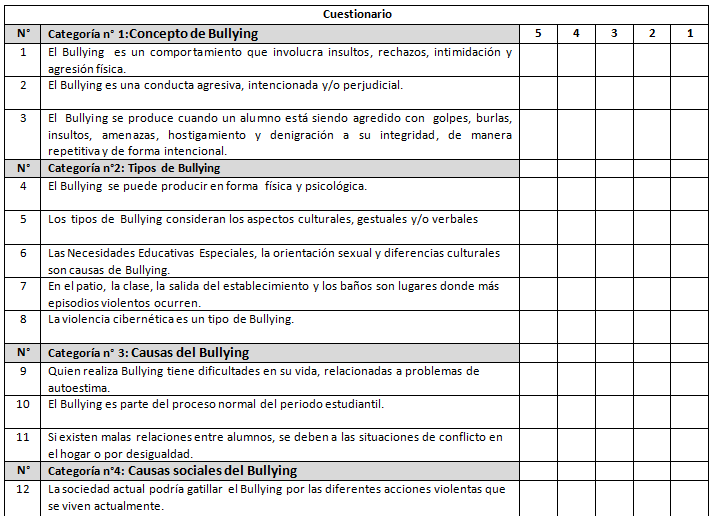 Cuestionario
N° Categoría n° 1:Concepto de Bullying 5 4 3 2 1
1 El Bullying es un comportamiento que involucra insultos, rechazos, intimidación y
agresión física.
2 El Bullying es una conducta agresiva, intencionada y/o perjudicial.
3 El Bullying se produce cuando un alumno está siendo agredido con golpes, burlas,
insultos, amenazas, hostigamiento y denigración a su integridad, de manera
repetitiva y de forma intencional.
N° Categoría n°2: Tipos de Bullying
4 El Bullying se puede producir en forma física y psicológica.
5 Los tipos de Bullying consideran los aspectos culturales, gestuales y/o verbales
6 Las Necesidades Educativas Especiales, la orientación sexual y diferencias culturales
son causas de Bullying.
7 En el patio, la clase, la salida del establecimiento y los baños son lugares donde más
episodios violentos ocurren.
8 La violencia cibernética es un tipo de Bullying.
N° Categoría n° 3: Causas del Bullying
9 Quien realiza Bullying tiene dificultades en su vida, relacionadas a problemas de
autoestima.
10 El Bullying es parte del proceso normal del periodo estudiantil.
11 Si existen malas relaciones entre alumnos, se deben a las situaciones de conflicto en
el hogar o por desigualdad.
N° Categoría n°4: Causas sociales del Bullying
12 La sociedad actual podría gatillar el Bullying por las diferentes acciones violentas que
se viven actualmente.